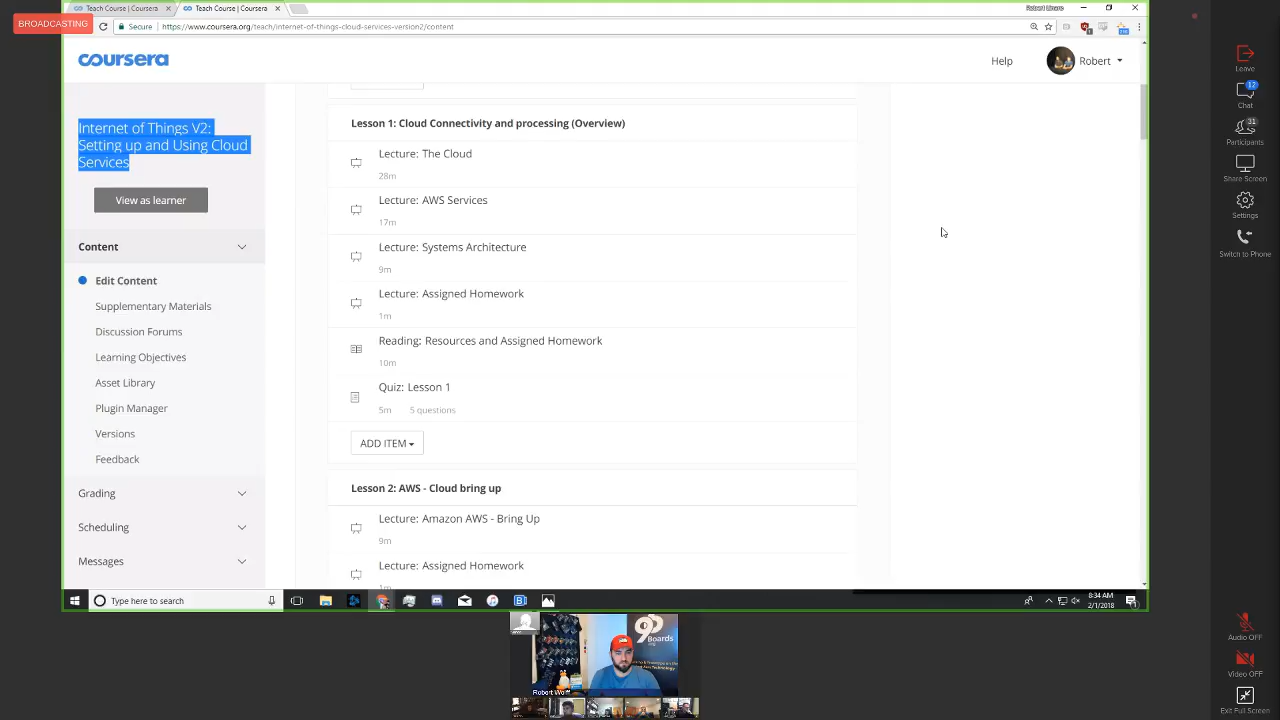 BROADCASTING
Teach Course | Coursera
Teach Course | Coursera
Secure
https://www.coursera.org/teach/internet-of-things-cloud-services-version2/content
coursera
Help
Robert
Internet of Things V2:
Setting up and Using Cloud
Services
View as learner
Content
Edit Content
Supplementary Materials
Discussion Forums
Learning Objectives
Asset Library
Plugin Manager
Versions
Feedback
Grading
Scheduling
Messages
Lesson 1: Cloud Connectivity and processing (Overview)
Lecture: The Cloud
28m
Lecture: AWS Services
17m
Lecture: Systems Architecture
9m
Lecture: Assigned Homework
1m
Reading: Resources and Assigned Homework
10m
Quiz: Lesson 1
5m 5 questions
ADD ITEM
Lesson 2: AWS - Cloud bring up
Lecture: Amazon AWS - Bring Up
9m
Lecture: Assigned Homework
1m
Leave
12
Chat
31
Participants
Share Screen
Settings
Switch to Phone
Type here to search
8:34 AM
2/1/2018
Boards
Robert Wolff
Audio OFF
Video OFF
Exit Full Screen